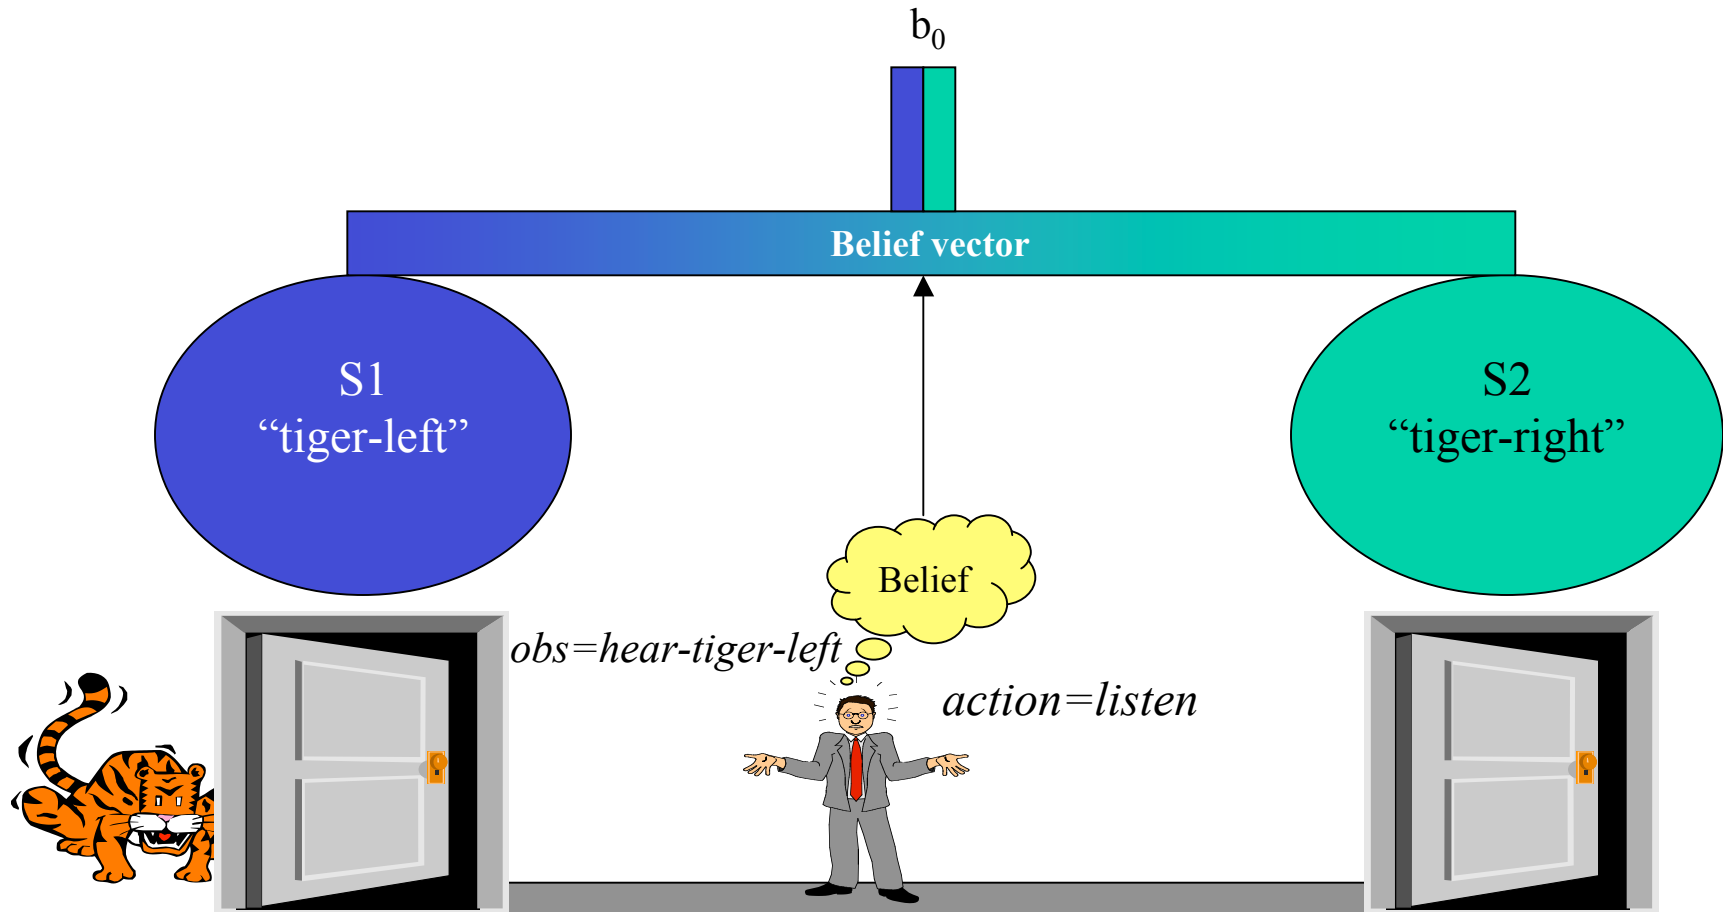 b₀
Belief vector
S1
“tiger-left”
S2
“tiger-right”
Belief
obs=hear-tiger-left
action=listen